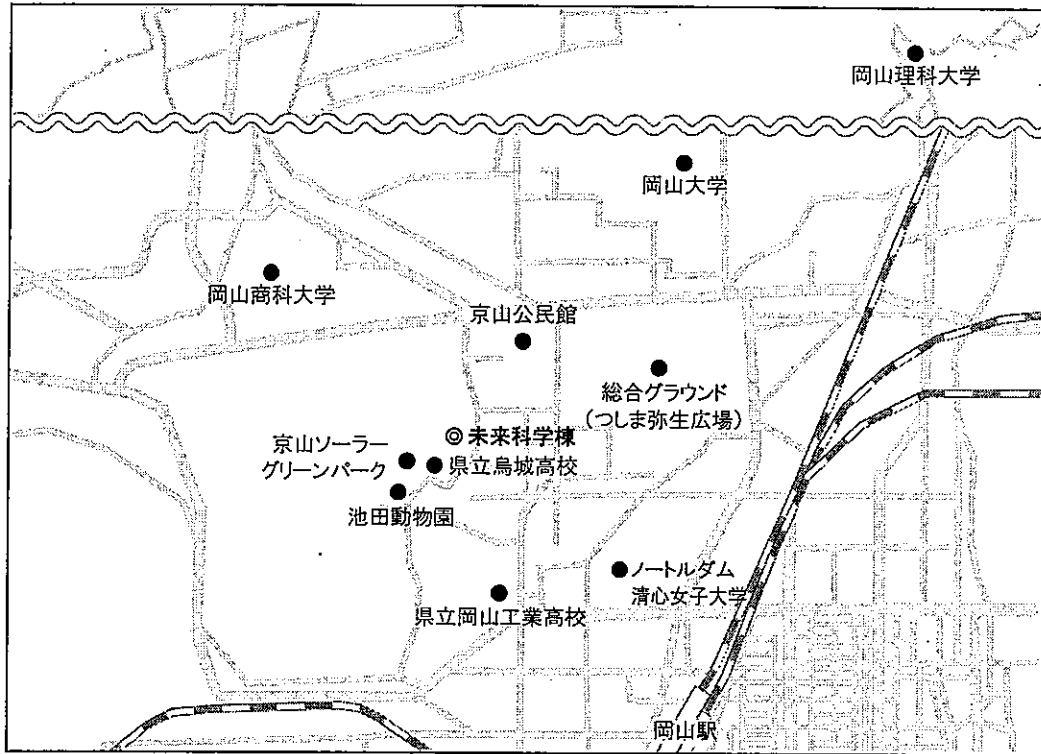 岡山理科大学
岡山大学
岡山商科大学
京山公民館
総合グラウンド
(つしま弥生広場)
◎未来科学棟
京山ソーラー
グリーンパーク
県立烏城高校
池田動物園
ノートルダム
清心女子大学
県立岡山工業高校
岡山駅